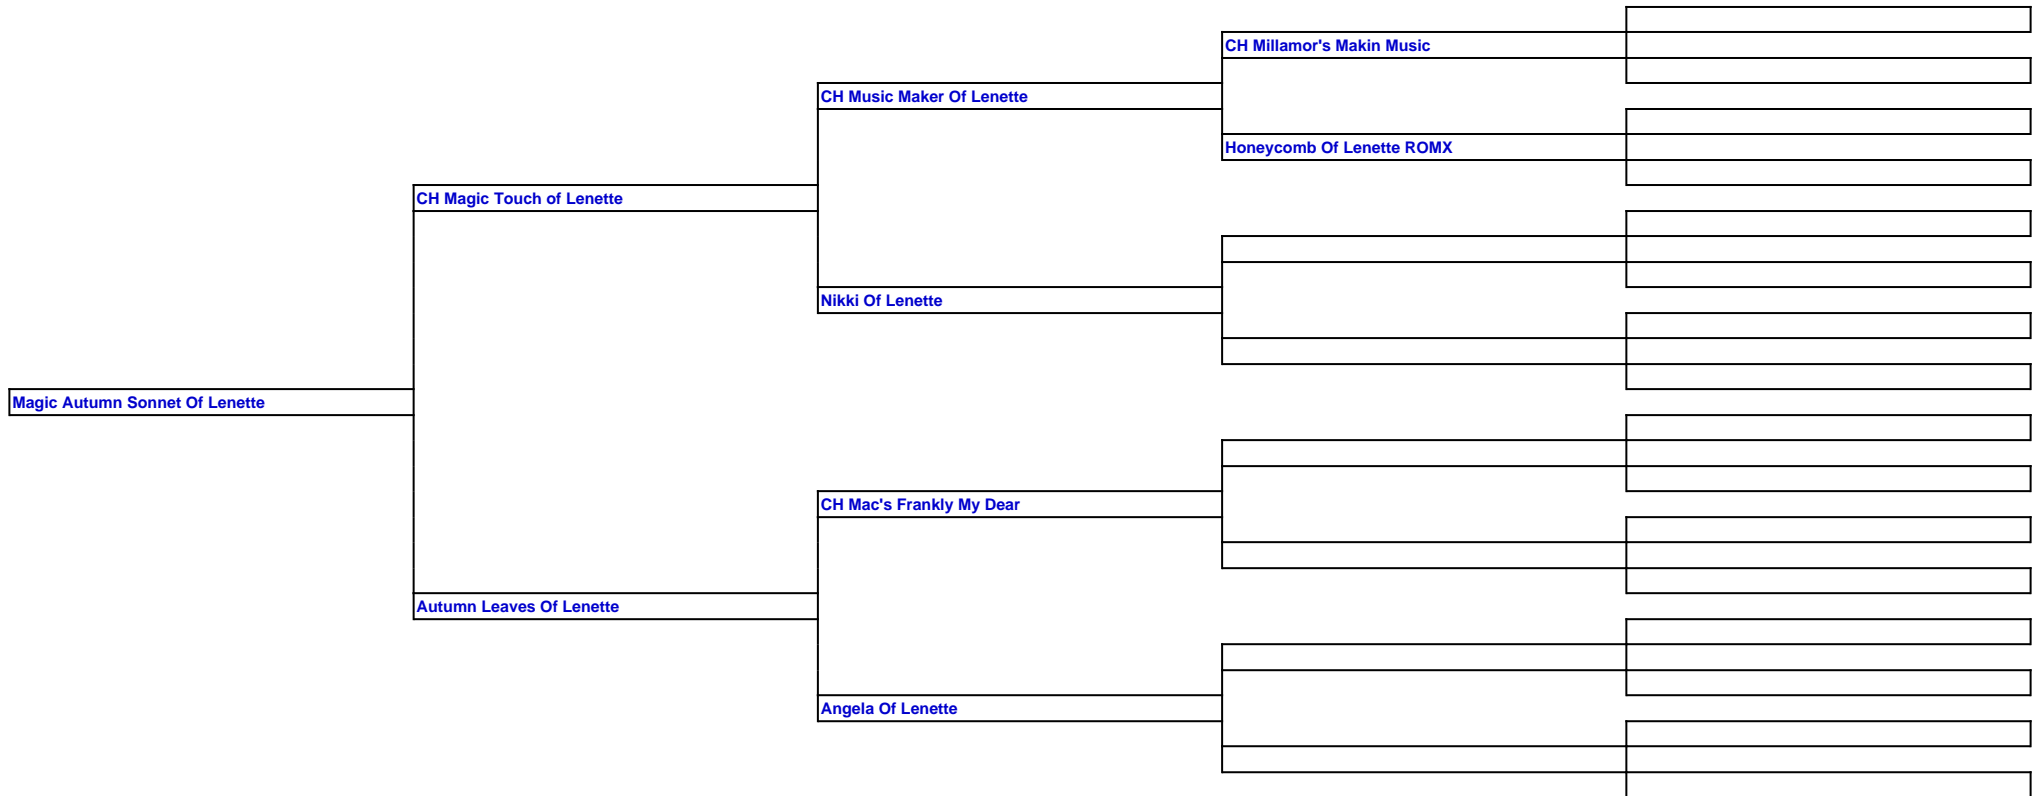 CH Millamor's Makin Music
CH Music Maker Of Lenette
Honeycomb Of Lenette ROMX
CH Magic Touch of Lenette
Nikki Of Lenette
Magic Autumn Sonnet Of Lenette
CH Mac's Frankly My Dear
Autumn Leaves Of Lenette
Angela Of Lenette